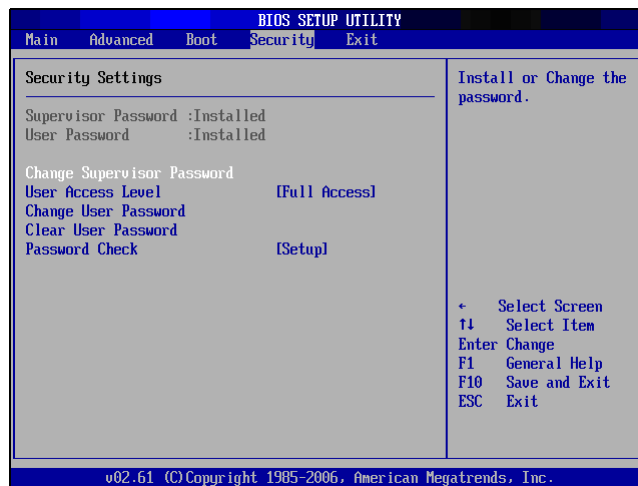 BIOS SETUP UTILITY
Main Advanced Boot Security Exit
Security Settings
Supervisor Password :Installed
User Password :Installed
Change Supervisor Password
User Access Level [Full Access]
Change User Password
Clear User Password
Password Check [Setup]
Install or Change the
password.
← Select Screen
↑↓ Select Item
Enter Change
F1 General Help
F10 Save and Exit
ESC Exit
v02.61 (C)Copyright 1985-2006, American Megatrends, Inc.